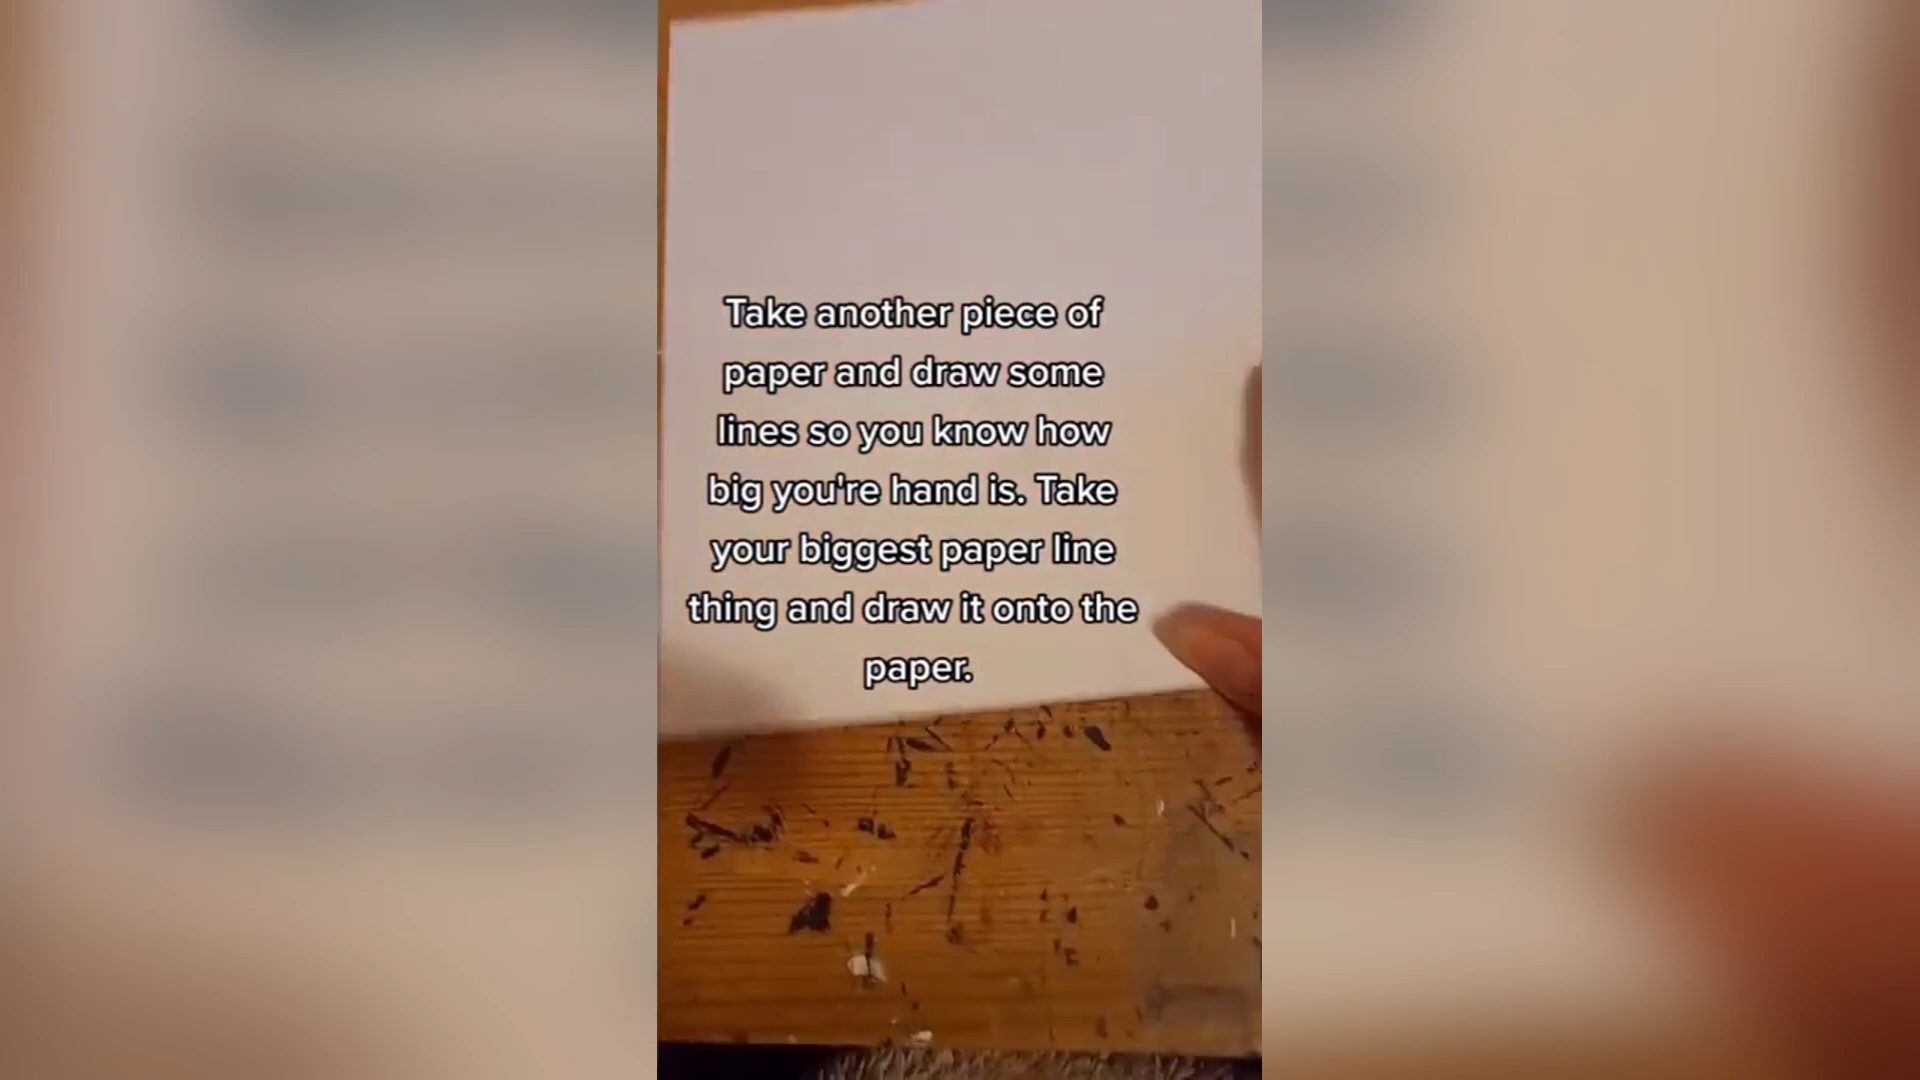 Take another piece of
paper and draw some
lines so you know how
big you're hand is. Take
your biggest paper line
thing and draw it onto the
paper.